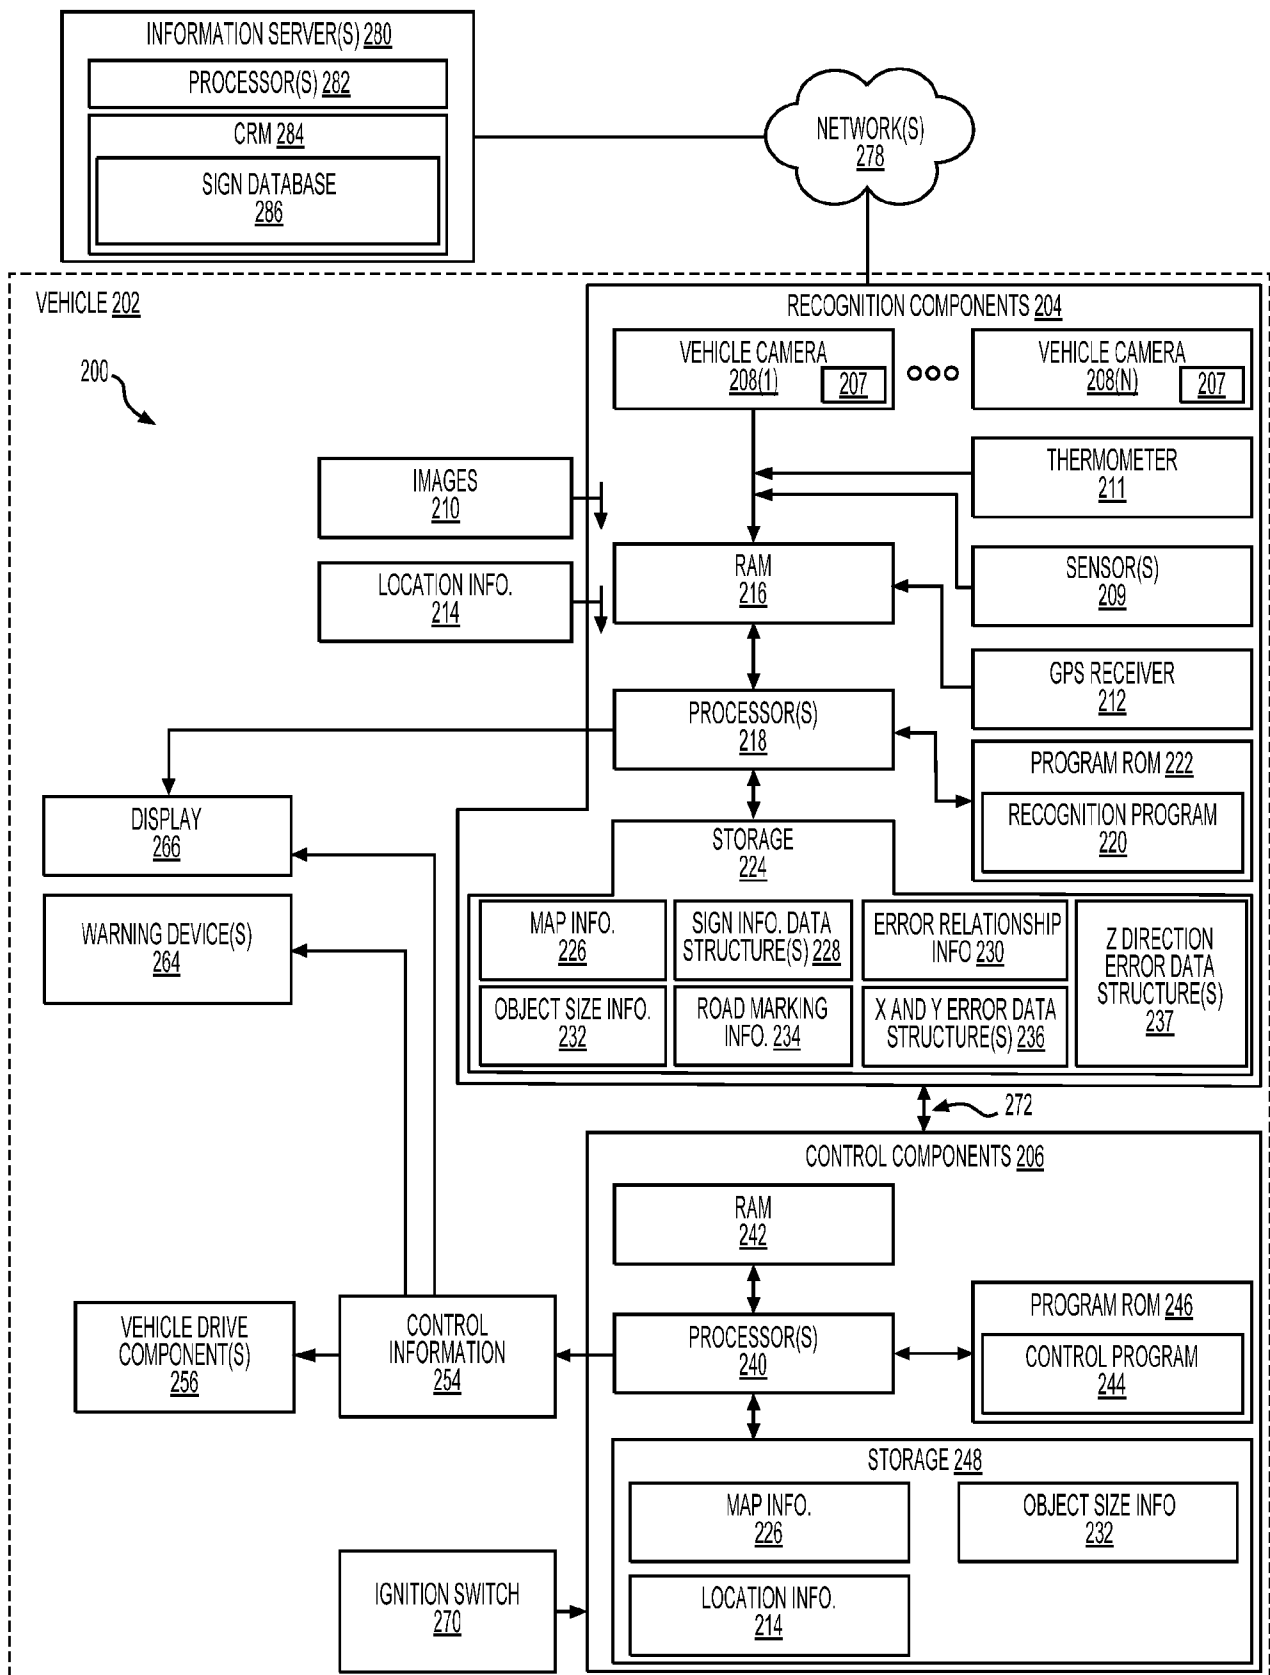 INFORMATION SERVER(S) 280
PROCESSOR(S) 282
CRM 284
SIGN DATABASE
286
NETWORK(S)
278
VEHICLE 202
200
RECOGNITION COMPONENTS 204
VEHICLE CAMERA
208(1)
207
VEHICLE CAMERA
208(N)
207
THERMOMETER
211
IMAGES
210
RAM
216
SENSOR(S)
209
LOCATION INFO.
214
GPS RECEIVER
212
PROCESSOR(S)
218
PROGRAM ROM 222
RECOGNITION PROGRAM
220
DISPLAY
266
STORAGE
224
WARNING DEVICE(S)
264
MAP INFO.
226
SIGN INFO. DATA
STRUCTURE(S) 228
ERROR RELATIONSHIP
INFO 230
Z DIRECTION
ERROR DATA
STRUCTURE(S)
237
OBJECT SIZE INFO.
232
ROAD MARKING
INFO. 234
X AND Y ERROR DATA
STRUCTURE(S) 236
272
CONTROL COMPONENTS 206
RAM
242
PROCESSOR(S)
240
PROGRAM ROM 246
CONTROL PROGRAM
244
VEHICLE DRIVE
COMPONENT(S)
256
CONTROL
INFORMATION
254
STORAGE 248
MAP INFO.
226
OBJECT SIZE INFO
232
LOCATION INFO.
214
IGNITION SWITCH
270